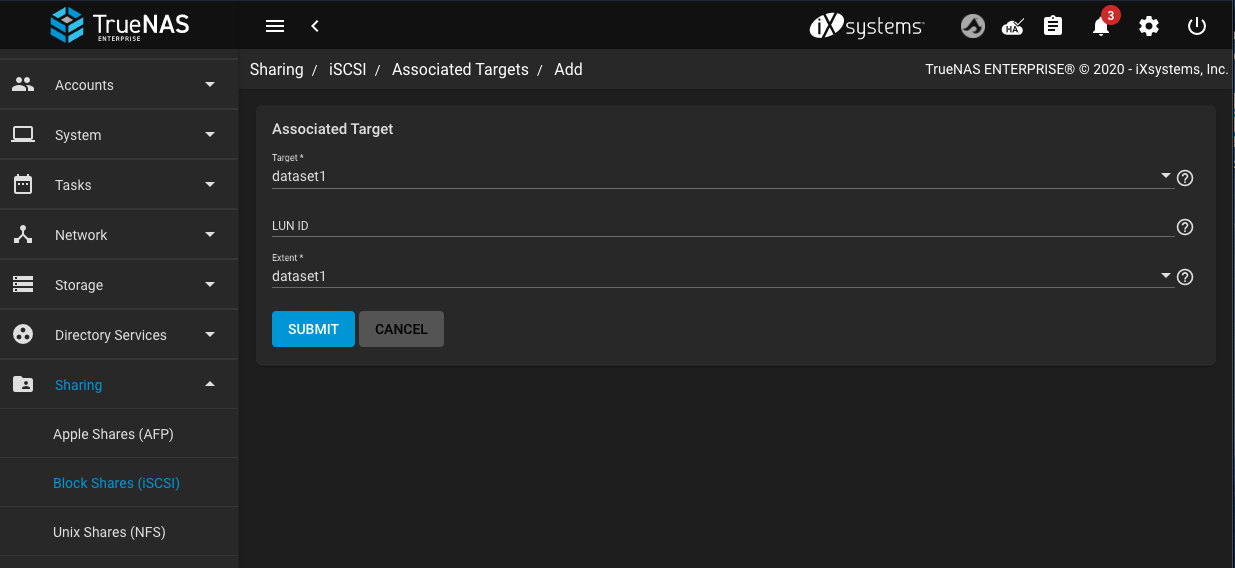 TrueNAS
ENTERPRISE
iXsystems
3
Sharing / iSCSI / Associated Targets / Add
TrueNAS ENTERPRISE® © 2020 - iXsystems, Inc.
Accounts
System
Tasks
Network
Storage
Directory Services
Sharing
Apple Shares (AFP)
Block Shares (iSCSI)
Unix Shares (NFS)
Associated Target
Target *
dataset1
LUN ID
Extent *
dataset1
SUBMIT CANCEL